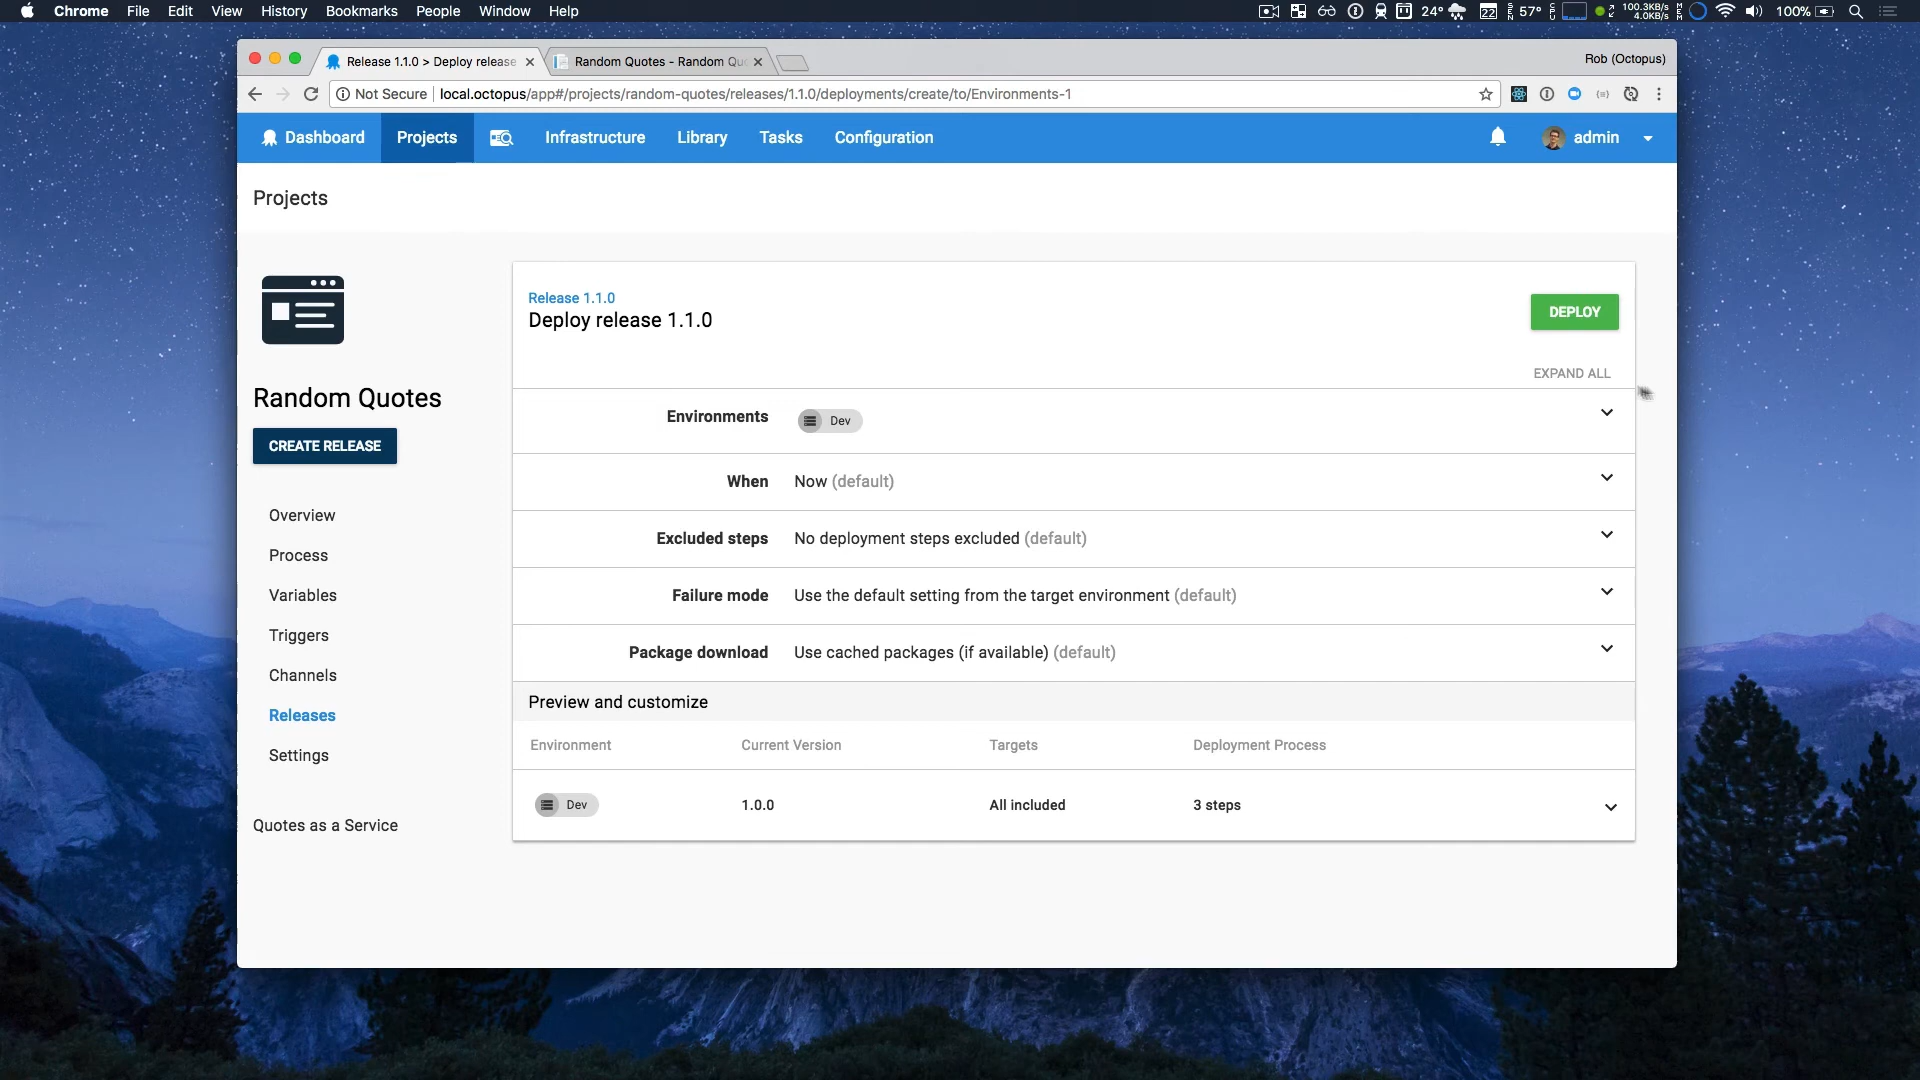 Chrome File Edit View History Bookmarks People Window Help
24° 22 57° 100.3KB/s 4.0KB/s 100%
Release 1.1.0 > Deploy release
Random Quotes - Random Quo
Rob (Octopus)
Not Secure local.octopus/app#/projects/random-quotes/releases/1.1.0/deployments/create/to/Environments-1
Dashboard Projects Infrastructure Library Tasks Configuration admin
Projects
Random Quotes
CREATE RELEASE
Overview
Process
Variables
Triggers
Channels
Releases
Settings
Quotes as a Service
Release 1.1.0
Deploy release 1.1.0
DEPLOY
EXPAND ALL
Environments Dev
When Now (default)
Excluded steps No deployment steps excluded (default)
Failure mode Use the default setting from the target environment (default)
Package download Use cached packages (if available) (default)
Preview and customize
Environment Current Version Targets Deployment Process
Dev 1.0.0 All included 3 steps